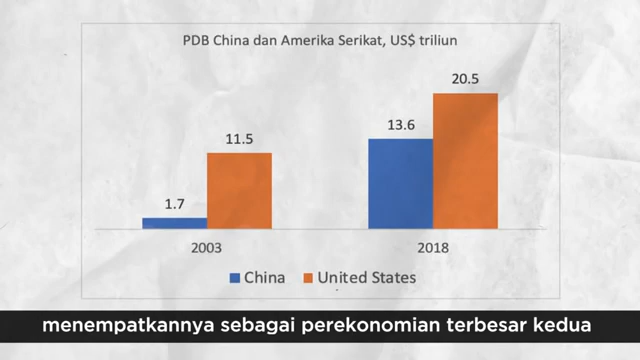 PDB China dan Amerika Serikat, US$ triliun
20.5
13.6
11.5
1.7
2003
2018
China
United States
menempatkannya sebagai perekonomian terbesar kedua